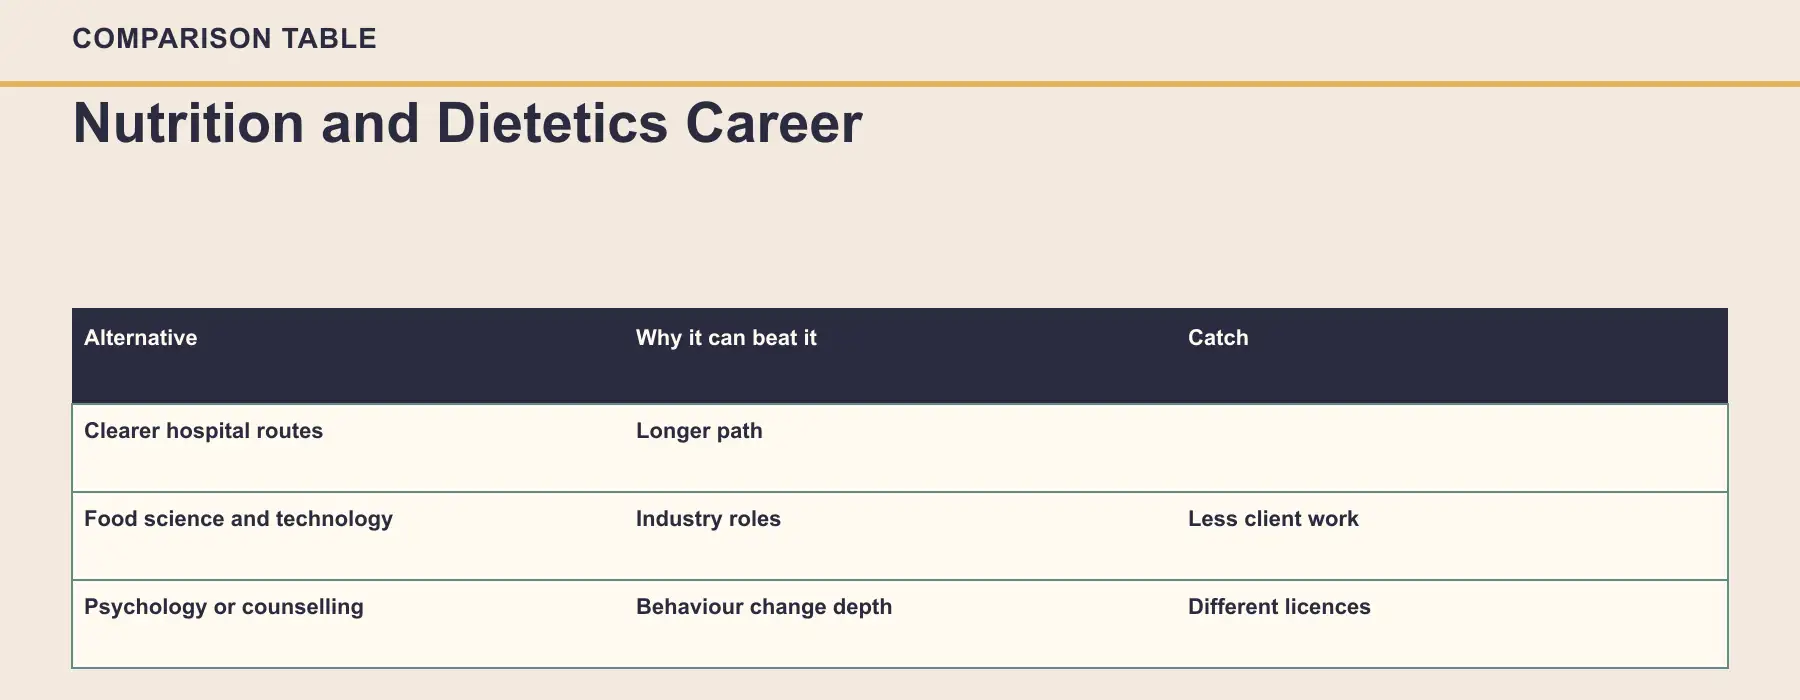 COMPARISON TABLE
Nutrition and Dietetics Career
Alternative Why it can beat it Catch
Clearer hospital routes Longer path
Food science and technology Industry roles Less client work
Psychology or counselling Behaviour change depth Different licences